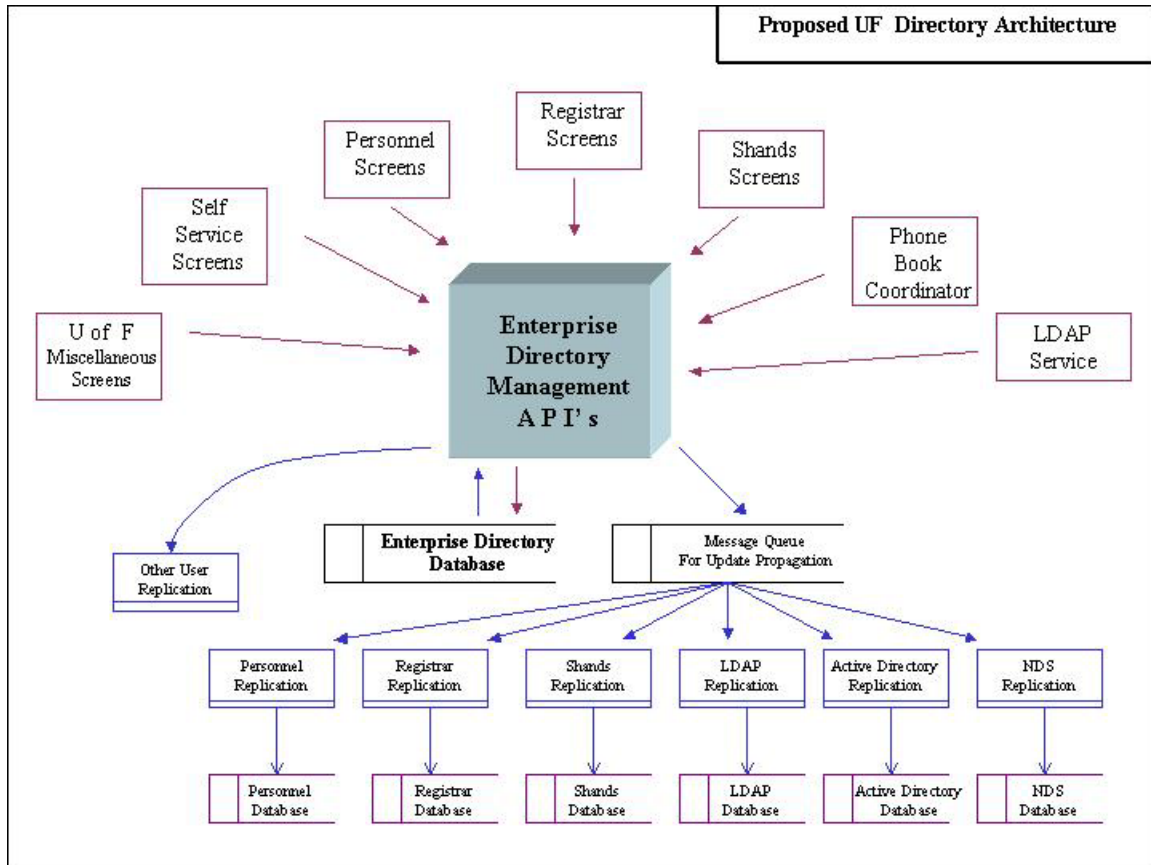 Proposed UF Directory Architecture
Registrar
Screens
Personnel
Screens
Shands
Screens
Self
Service
Screens
Phone
Book
Coordinator
U of F
Miscellaneous
Screens
LDAP
Service
Enterprise
Directory
Management
A P I' s
Enterprise Directory
Database
Message Queue
For Update Propagation
Other User
Replication
Personnel
Replication
Registrar
Replication
Shands
Replication
LDAP
Replication
Active Directory
Replication
NDS
Replication
Personnel
Database
Registrar
Database
Shands
Database
LDAP
Database
Active Directory
Database
NDS
Database